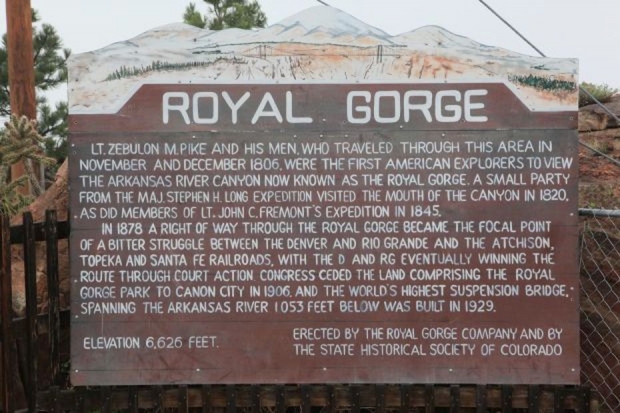 ROYAL GORGE
LT. ZEBULON M. PIKE AND HIS MEN, WHO TRAVELED THROUGH THIS AREA IN
NOVEMBER AND DECEMBER 1806, WERE THE FIRST AMERICAN EXPLORERS TO VIEW
THE ARKANSAS RIVER CANYON NOW KNOWN AS THE ROYAL GORGE. A SMALL PARTY
FROM THE MAJ. STEPHEN H. LONG EXPEDITION VISITED THE MOUTH OF THE CANYON IN 1820,
AS DID MEMBERS OF LT. JOHN C. FREMONT'S EXPEDITION IN 1845.
IN 1878 A RIGHT OF WAY THROUGH THE ROYAL GORGE BECAME THE FOCAL POINT
OF A BITTER STRUGGLE BETWEEN THE DENVER AND RIO GRANDE AND THE ATCHISON,
TOPEKA AND SANTA FE RAILROADS, WITH THE D AND RG EVENTUALLY WINNING THE
ROUTE THROUGH COURT ACTION CONGRESS CEDED THE LAND COMPRISING THE ROYAL
GORGE PARK TO CANON CITY IN 1906, AND THE WORLD'S HIGHEST SUSPENSION BRIDGE,
SPANNING THE ARKANSAS RIVER 1053 FEET BELOW WAS BUILT IN 1929.
ELEVATION 6,626 FEET.
ERECTED BY THE ROYAL GORGE COMPANY AND BY
THE STATE HISTORICAL SOCIETY OF COLORADO